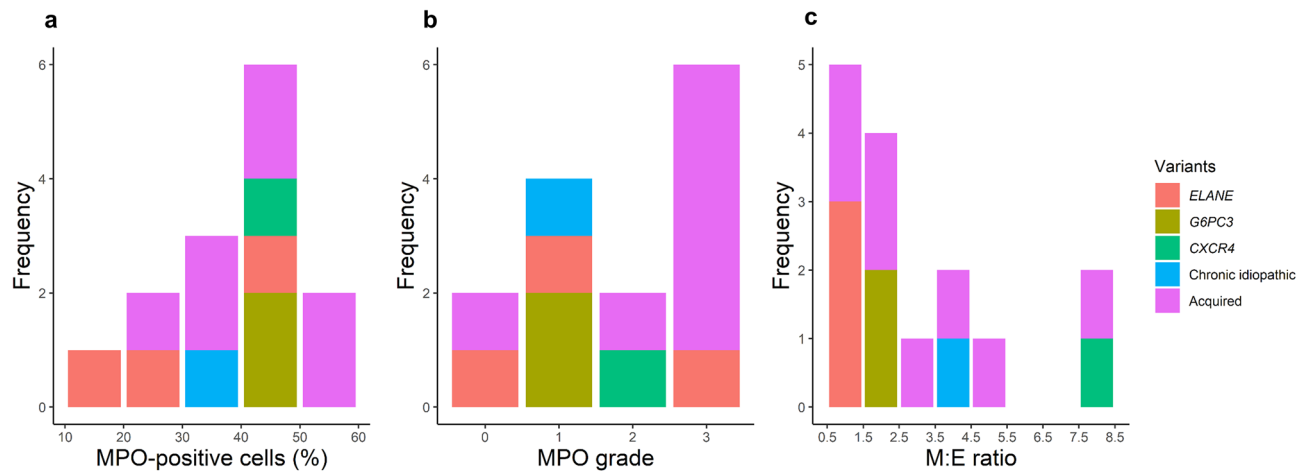 a
Frequency
6
4
2
0
10 20 30 40 50 60
MPO-positive cells (%)
b
Frequency
6
4
2
0
0 1 2 3
MPO grade
c
Frequency
5
4
3
2
1
0
0.5 1.5 2.5 3.5 4.5 5.5 6.5 7.5 8.5
M:E ratio
Variants
ELANE
G6PC3
CXCR4
Chronic idiopathic
Acquired